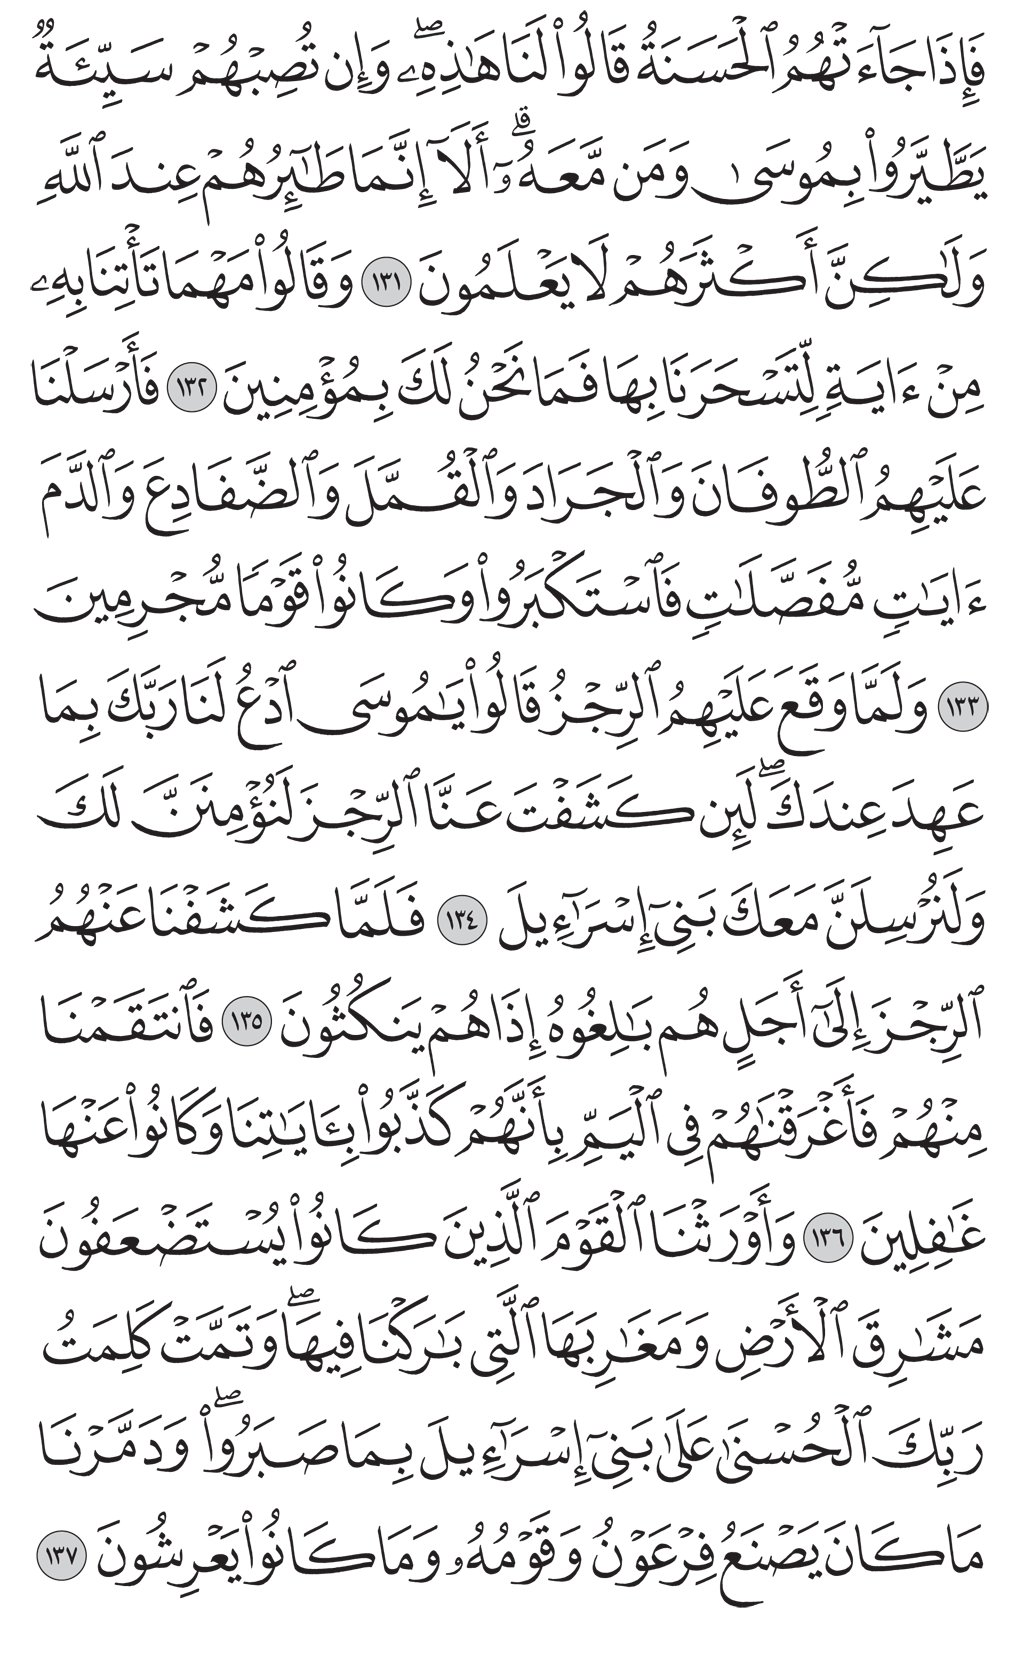 فَإِذَا جَآءَتْهُمُ ٱلْحَسَنَةُ قَالُوا۟ لَنَا هَـٰذِهِۦۖ وَإِن تُصِبْهُمْ سَيِّئَةٌۭ
يَطَّيَّرُوا۟ بِمُوسَىٰ وَمَن مَّعَهُۥٓۗ أَلَآ إِنَّمَا طَـٰٓئِرُهُمْ عِندَ ٱللَّهِ
وَلَـٰكِنَّ أَكْثَرَهُمْ لَا يَعْلَمُونَ ١٣١ وَقَالُوا۟ مَهْمَا تَأْتِنَا بِهِۦ
مِنْ ءَايَةٍۢ لِّتَسْحَرَنَا بِهَا فَمَا نَحْنُ لَكَ بِمُؤْمِنِينَ ١٣٢ فَأَرْسَلْنَا
عَلَيْهِمُ ٱلطُّوفَانَ وَٱلْجَرَادَ وَٱلْقُمَّلَ وَٱلضَّفَادِعَ وَٱلدَّمَ
ءَايَـٰتٍۢ مُّفَصَّلَـٰتٍۢ فَٱسْتَكْبَرُوا۟ وَكَانُوا۟ قَوْمًۭا مُّجْرِمِينَ
١٣٣ وَلَمَّا وَقَعَ عَلَيْهِمُ ٱلرِّجْزُ قَالُوا۟ يَـٰمُوسَى ٱدْعُ لَنَا رَبَّكَ بِمَا
عَهِدَ عِندَكَۖ لَئِن كَشَفْتَ عَنَّا ٱلرِّجْزَ لَنُؤْمِنَنَّ لَكَ
وَلَنُرْسِلَنَّ مَعَكَ بَنِىٓ إِسْرَٰٓءِيلَ ١٣٤ فَلَمَّا كَشَفْنَا عَنْهُمُ
ٱلرِّجْزَ إِلَىٰٓ أَجَلٍ هُم بَـٰلِغُوهُ إِذَا هُمْ يَنكُثُونَ ١٣٥ فَٱنتَقَمْنَا
مِنْهُمْ فَأَغْرَقْنَـٰهُمْ فِى ٱلْيَمِّ بِأَنَّهُمْ كَذَّبُوا۟ بِـَٔايَـٰتِنَا وَكَانُوا۟ عَنْهَا
غَـٰفِلِينَ ١٣٦ وَأَوْرَثْنَا ٱلْقَوْمَ ٱلَّذِينَ كَانُوا۟ يُسْتَضْعَفُونَ
مَشَـٰرِقَ ٱلْأَرْضِ وَمَغَـٰرِبَهَا ٱلَّتِى بَـٰرَكْنَا فِيهَاۖ وَتَمَّتْ كَلِمَتُ
رَبِّكَ ٱلْحُسْنَىٰ عَلَىٰ بَنِىٓ إِسْرَٰٓءِيلَ بِمَا صَبَرُوا۟ۖ وَدَمَّرْنَا
مَا كَانَ يَصْنَعُ فِرْعَوْنُ وَقَوْمُهُۥ وَمَا كَانُوا۟ يَعْرِشُونَ ١٣٧